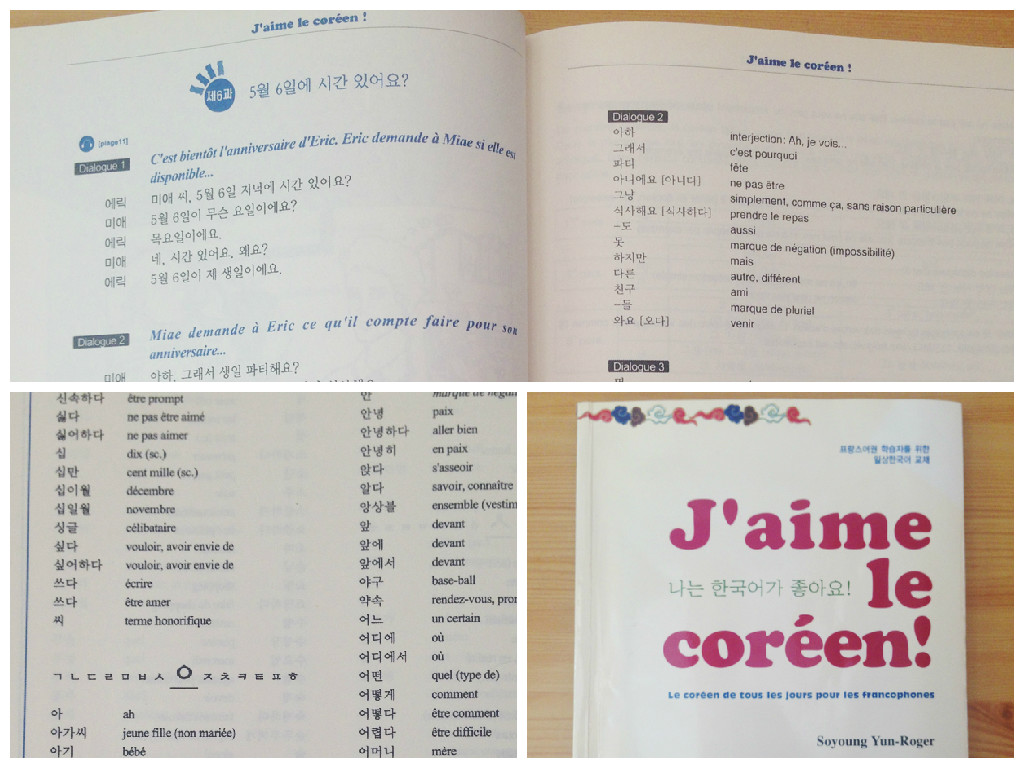 J'aime le coréen !
제6과 5월 6일에 시간 있어요?
[piste11]
Dialogue 1
C'est bientôt l'anniversaire d'Eric. Eric demande à Miae si elle est
disponible...
에릭 미애 씨, 5월 6일 저녁에 시간 있어요?
미애 5월 6일이 무슨 요일이에요?
에릭 목요일이에요.
미애 네, 시간 있어요. 왜요?
에릭 5월 6일이 제 생일이에요.
Dialogue 2
Miae demande à Eric ce qu'il compte faire pour son
anniversaire...
미애 아하, 그래서 생일 파티해요?
J'aime le coréen !
Dialogue 2
아하 interjection: Ah, je vois...
그래서 c'est pourquoi
파티 fête
아니에요 [아니다] ne pas être
그냥 simplement, comme ça, sans raison particulière
식사해요 [식사하다] prendre le repas
–도 aussi
못 marque de négation (impossibilité)
하지만 mais
다른 autre, différent
친구 ami
–들 marque de pluriel
와요 [오다] venir
Dialogue 3
신속하다 être prompt
싫다 ne pas être aimé
싫어하다 ne pas aimer
십 dix (sc.)
십만 cent mille (sc.)
십이월 décembre
십일월 novembre
싱글 célibataire
싶다 vouloir, avoir envie de
싶어하다 vouloir, avoir envie de
쓰다 écrire
쓰다 être amer
씨 terme honorifique
ㄱ ㄴ ㄷ ㄹ ㅁ ㅂ ㅅ ㅇ ㅈ ㅊ ㅋ ㅌ ㅍ ㅎ
아 ah
아가씨 jeune fille (non mariée)
아기 bébé
안 marque de négat
안녕 paix
안녕하다 aller bien
안녕히 en paix
앉다 s'asseoir
알다 savoir, connaître
앙상블 ensemble (vestim
앞 devant
앞에 devant
앞에서 devant
야구 base-ball
약속 rendez-vous, pron
어느 un certain
어디에 où
어디에서 où
어떤 quel (type de)
어떻게 comment
어떻다 être comment
어렵다 être difficile
어머니 mère
프랑스어권 학습자를 위한
일상한국어 교재
J'aime
나는 한국어가 좋아요! le
coréen!
Le coréen de tous les jours pour les francophones
Soyoung Yun-Roger